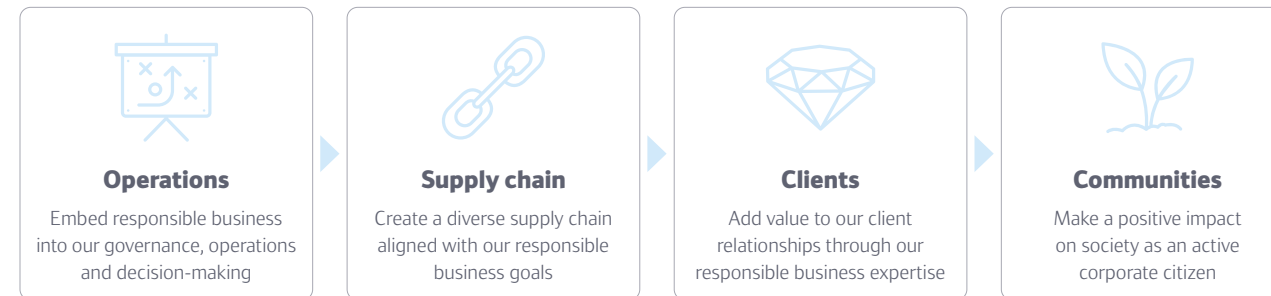 Operations
Embed responsible business
into our governance, operations
and decision-making
Supply chain
Create a diverse supply chain
aligned with our responsible
business goals
Clients
Add value to our client
relationships through our
responsible business expertise
Communities
Make a positive impact
on society as an active
corporate citizen